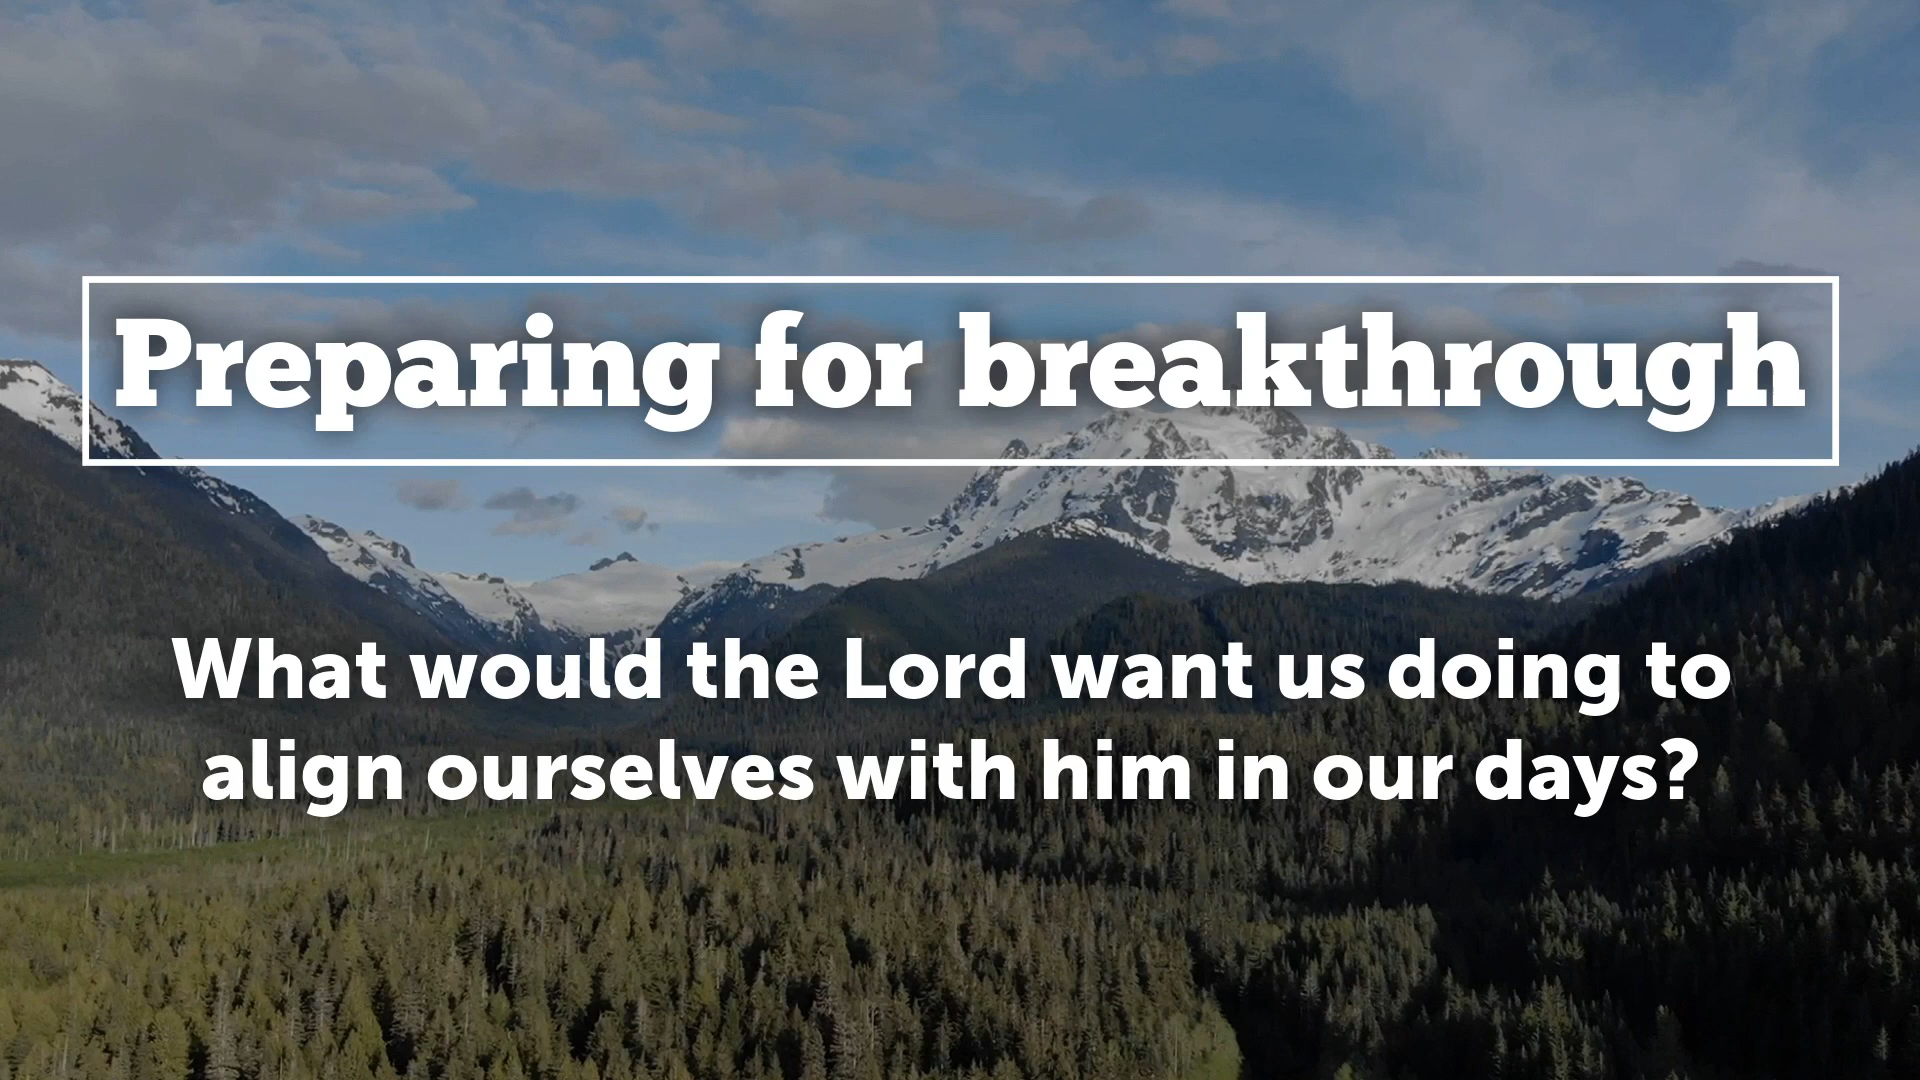 Preparing for breakthrough
What would the Lord want us doing to
align ourselves with him in our days?